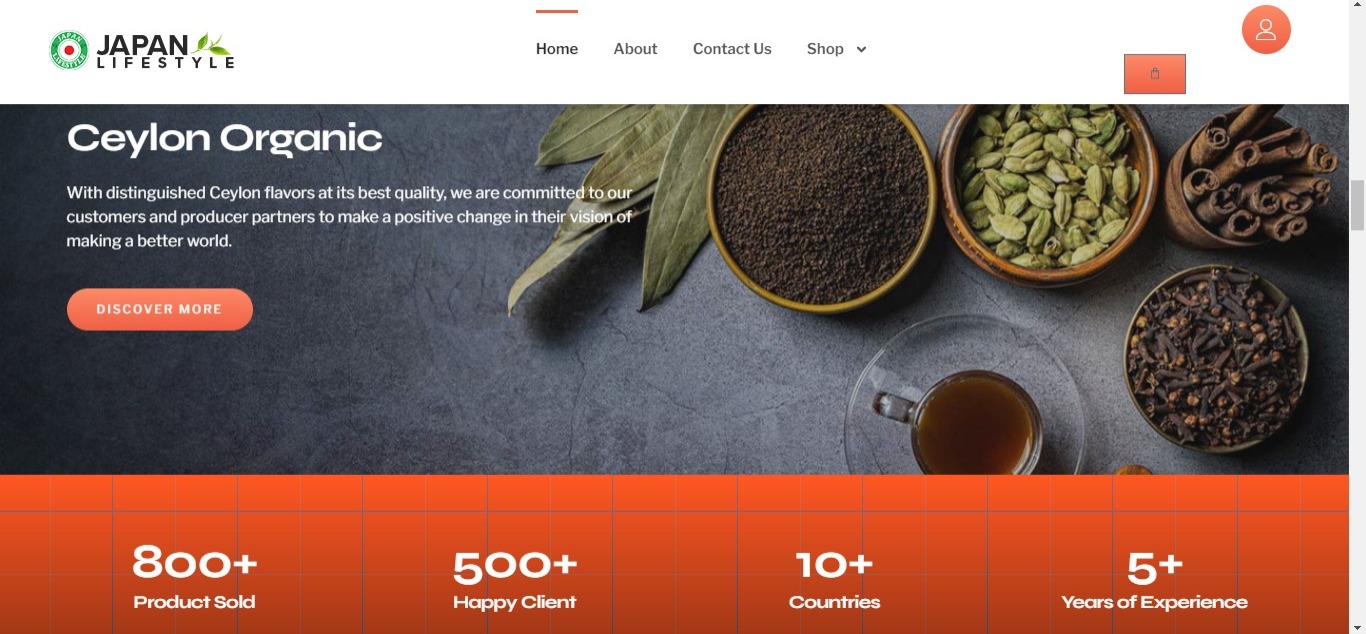 JAPAN
LIFESTYLE
JAPAN
LIFESTYLE
Home
About
Contact Us
Shop
Ceylon Organic
With distinguished Ceylon flavors at its best quality, we are committed to our
customers and producer partners to make a positive change in their vision of
making a better world.
DISCOVER MORE
800+
Product Sold
500+
Happy Client
10+
Countries
5+
Years of Experience